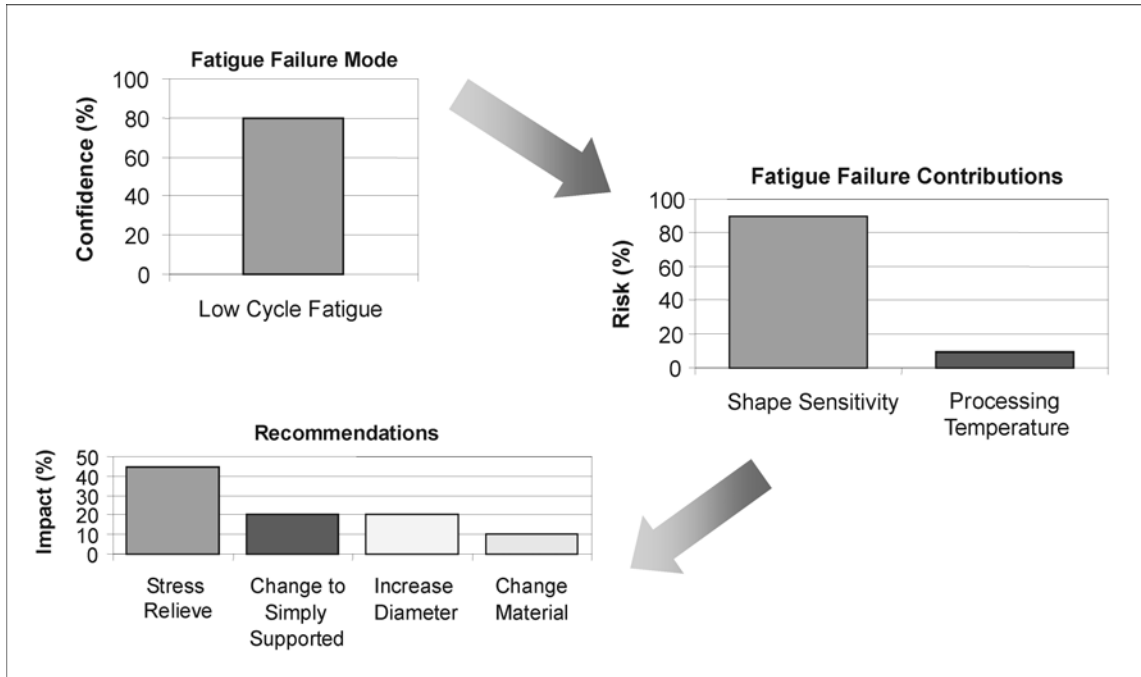 Fatigue Failure Mode
Confidence (%)
100
80
60
40
20
0
Low Cycle Fatigue
Fatigue Failure Contributions
Risk (%)
100
80
60
40
20
0
Shape Sensitivity
Processing
Temperature
Recommendations
Impact (%)
50
40
30
20
10
0
Stress
Relieve
Change to
Simply
Supported
Increase
Diameter
Change
Material